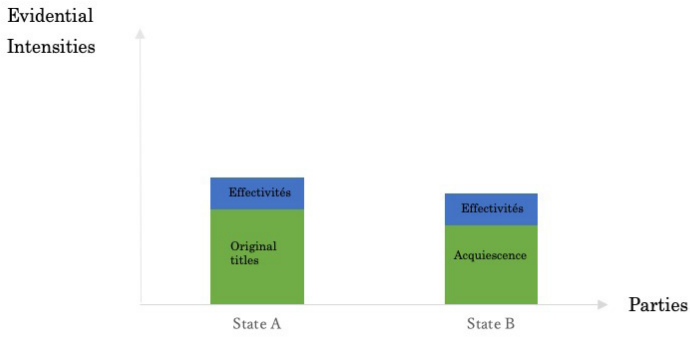 Evidential
Intensities
Effectivités
Original
titles
Effectivités
Acquiescence
Parties
State A
State B